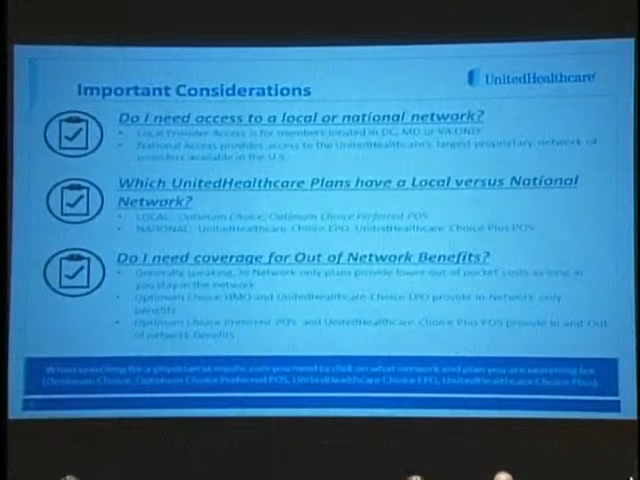 Important Considerations
UnitedHealthcare
Do I need access to a local or national network?
Local Provider Access is for members located in DC, MD or VA ONLY
National Access provides access to the UnitedHealthcare's largest proprietary network of
providers available in the U.S.
Which UnitedHealthcare Plans have a Local versus National
Network?
LOCAL: Optimum Choice, Optimum Choice Preferred POS
NATIONAL: UnitedHealthcare Choice EPO, UnitedHealthcare Choice Plus POS
Do I need coverage for Out of Network Benefits?
Generally speaking, In Network only plans provide lower out of pocket costs as long as
you stay in the network
Optimum Choice HMO and UnitedHealthcare Choice EPO provide In Network only
benefits
Optimum Choice Preferred POS and UnitedHealthcare Choice Plus POS provide In and Out
of network Benefits
When searching for a physician at you need to click on what network and plan you are searching for
(Optimum Choice, Optimum Choice Preferred POS, UnitedHealthcare Choice EPO, UnitedHealthcare Choice Plus)